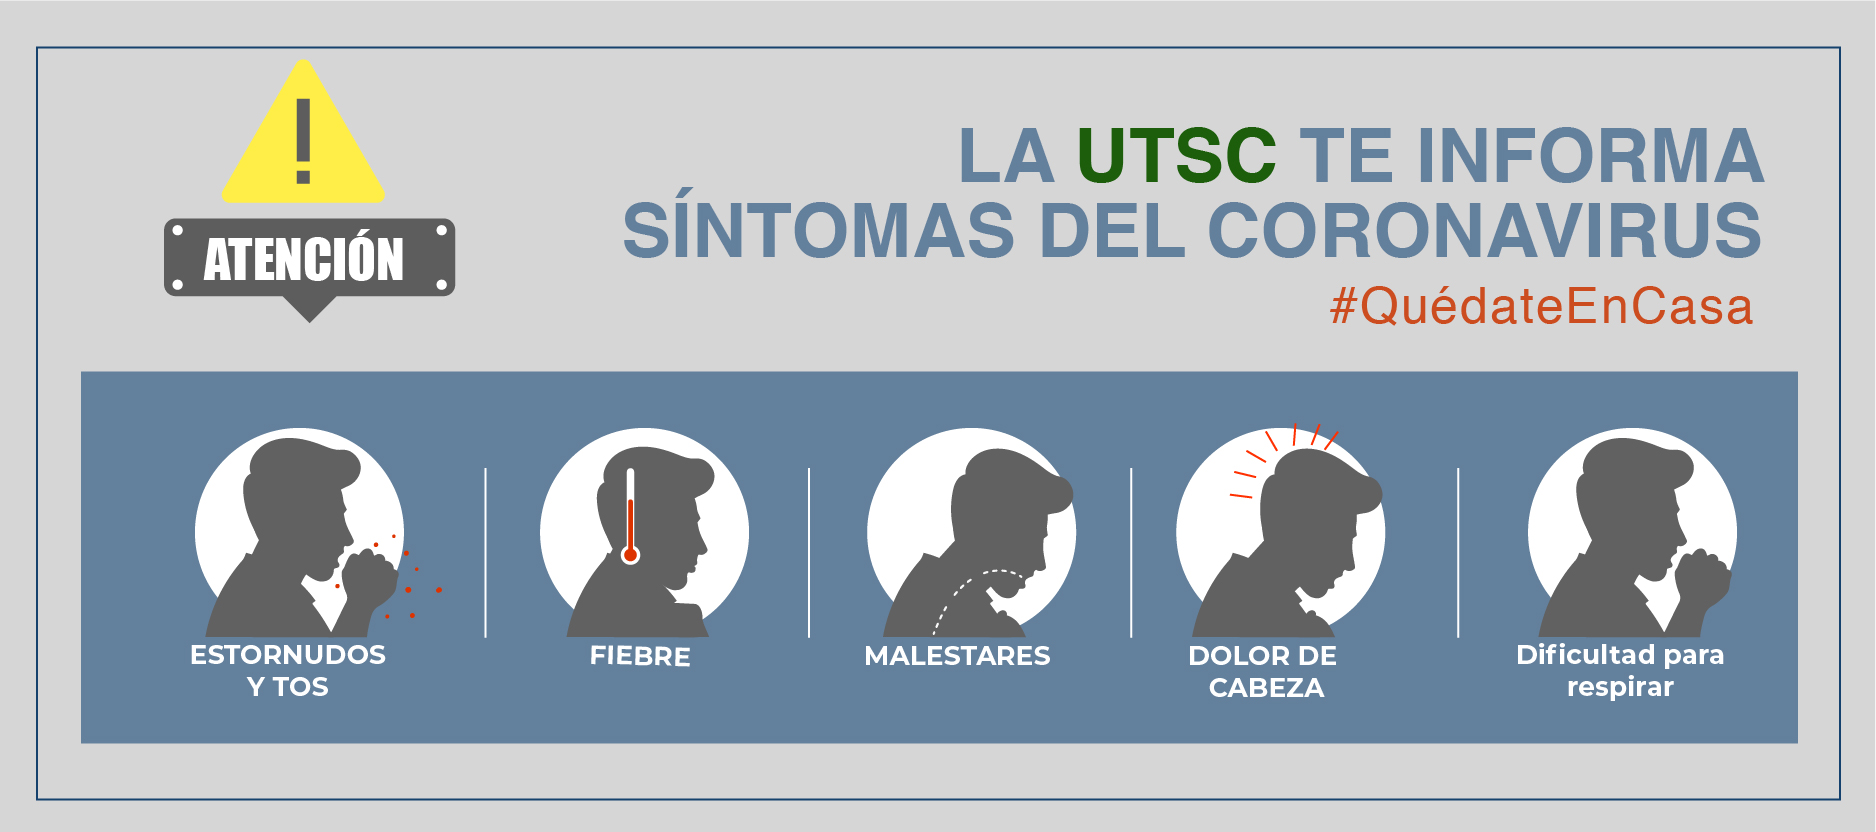 !
ATENCIÓN
LA UTSC TE INFORMA
SÍNTOMAS DEL CORONAVIRUS
#QuédateEnCasa
ESTORNUDOS
Y TOS
FIEBRE
MALESTARES
DOLOR DE
CABEZA
Dificultad para
respirar